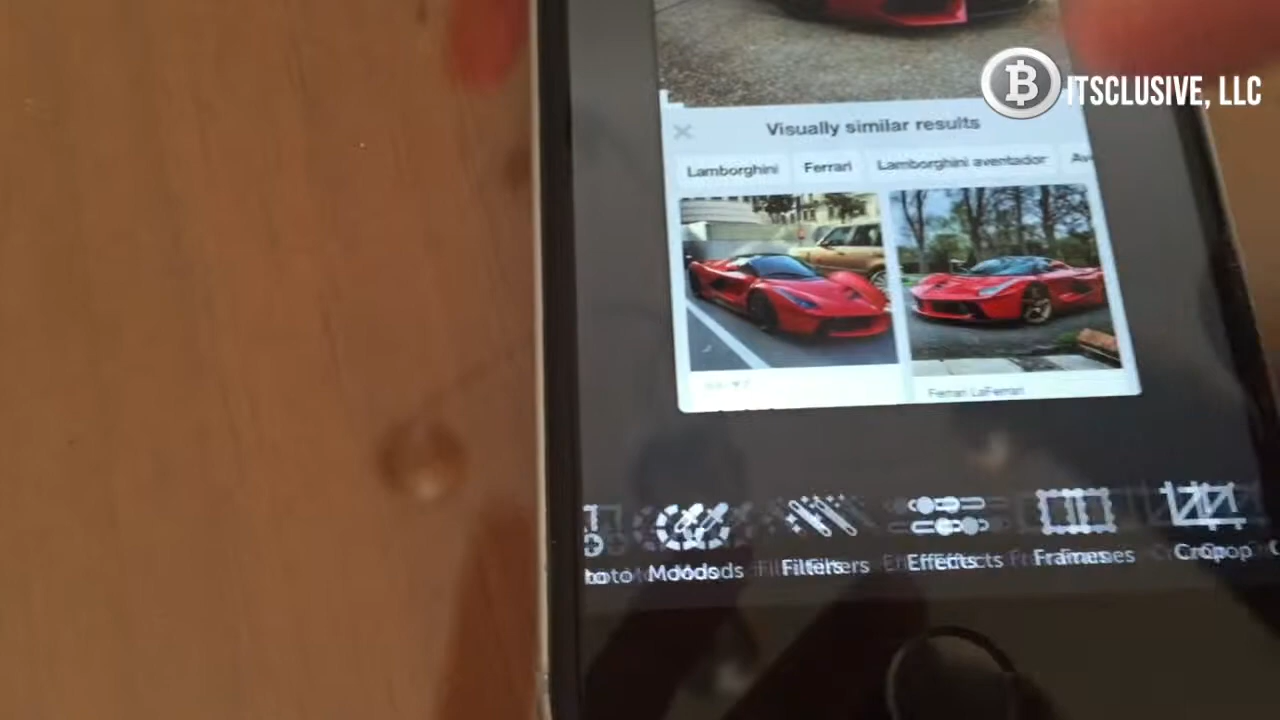 ITSCLUSIVE, LLC
Visually similar results
Lamborghini Ferrari Lamborghini aventador
Ferrari LaFerrari
Moods Filters Effects Frames Crop